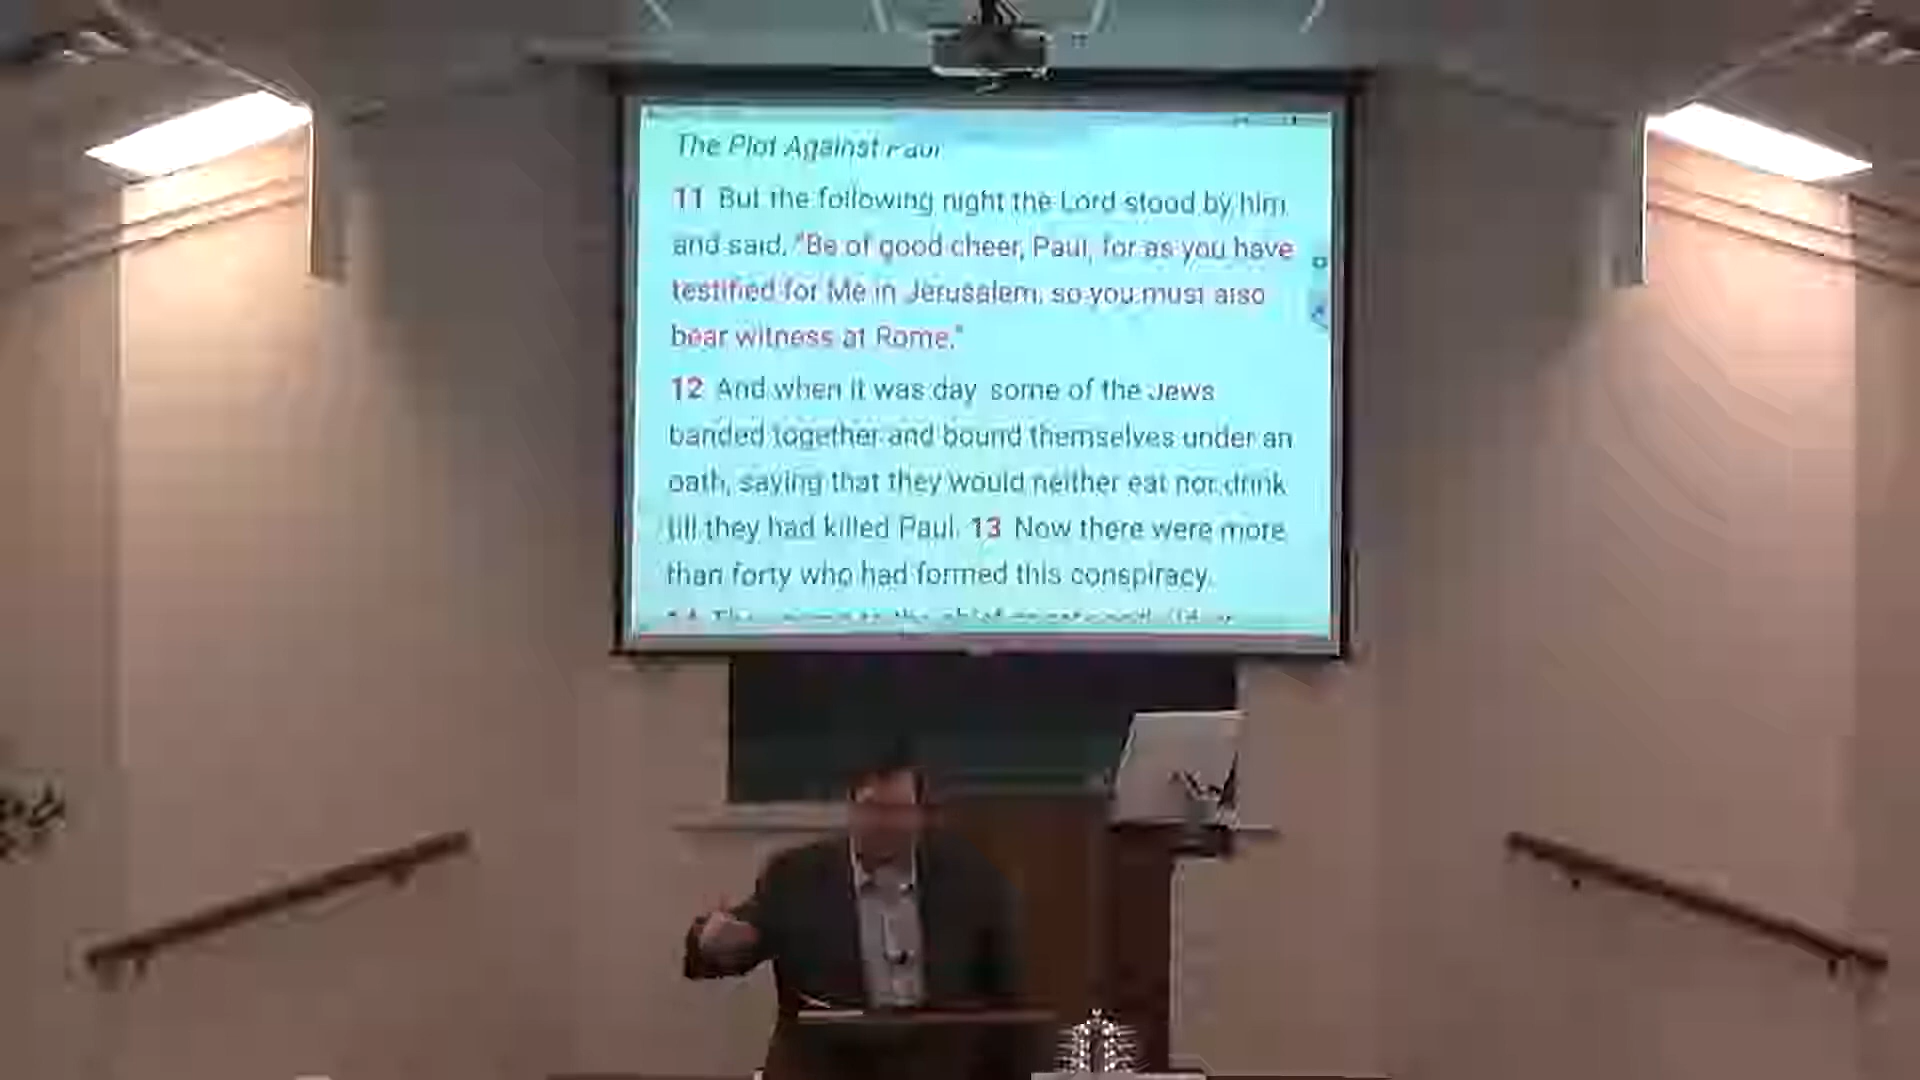 The Plot Against Paul
11 But the following night the Lord stood by him
and said, "Be of good cheer, Paul, for as you have
testified for Me in Jerusalem, so you must also
bear witness at Rome."
12 And when it was day some of the Jews
banded together and bound themselves under an
oath, saying that they would neither eat nor drink
till they had killed Paul. 13 Now there were more
than forty who had formed this conspiracy.